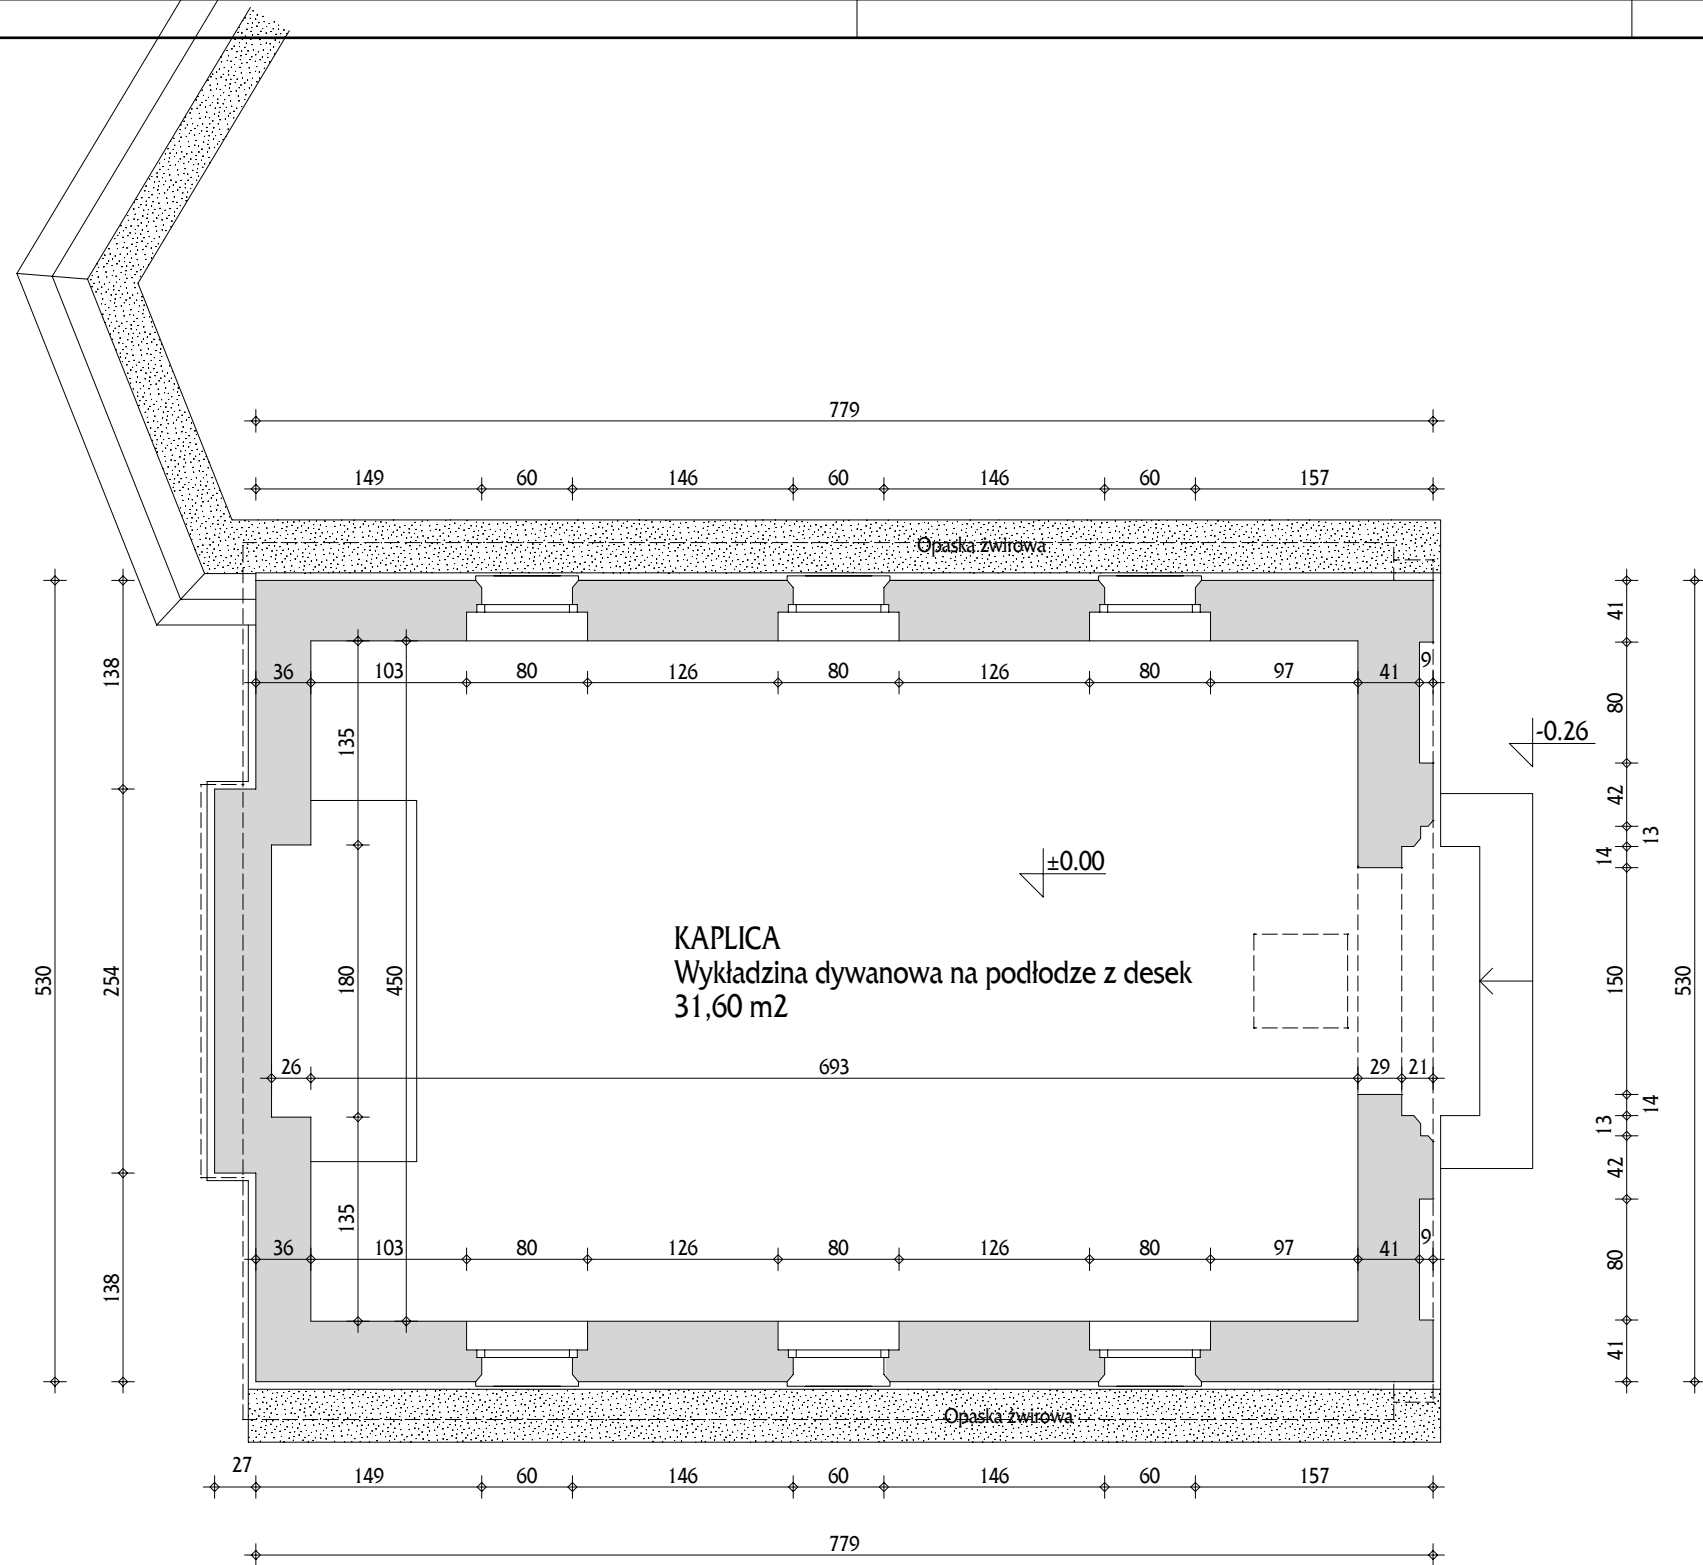 779
149 60 146 60 146 60 157
Opaska żwirowa
36 103 80 126 80 126 80 97 41 9
530
138
254
138
135
180
135
450
-0.26
±0.00
KAPLICA
Wykładzina dywanowa na podłodze z desek
31,60 m2
26 693 29 21
41
80
42
13
14
150
14
13
42
80
41
530
36 103 80 126 80 126 80 97 41 9
Opaska żwirowa
27 149 60 146 60 146 60 157
779